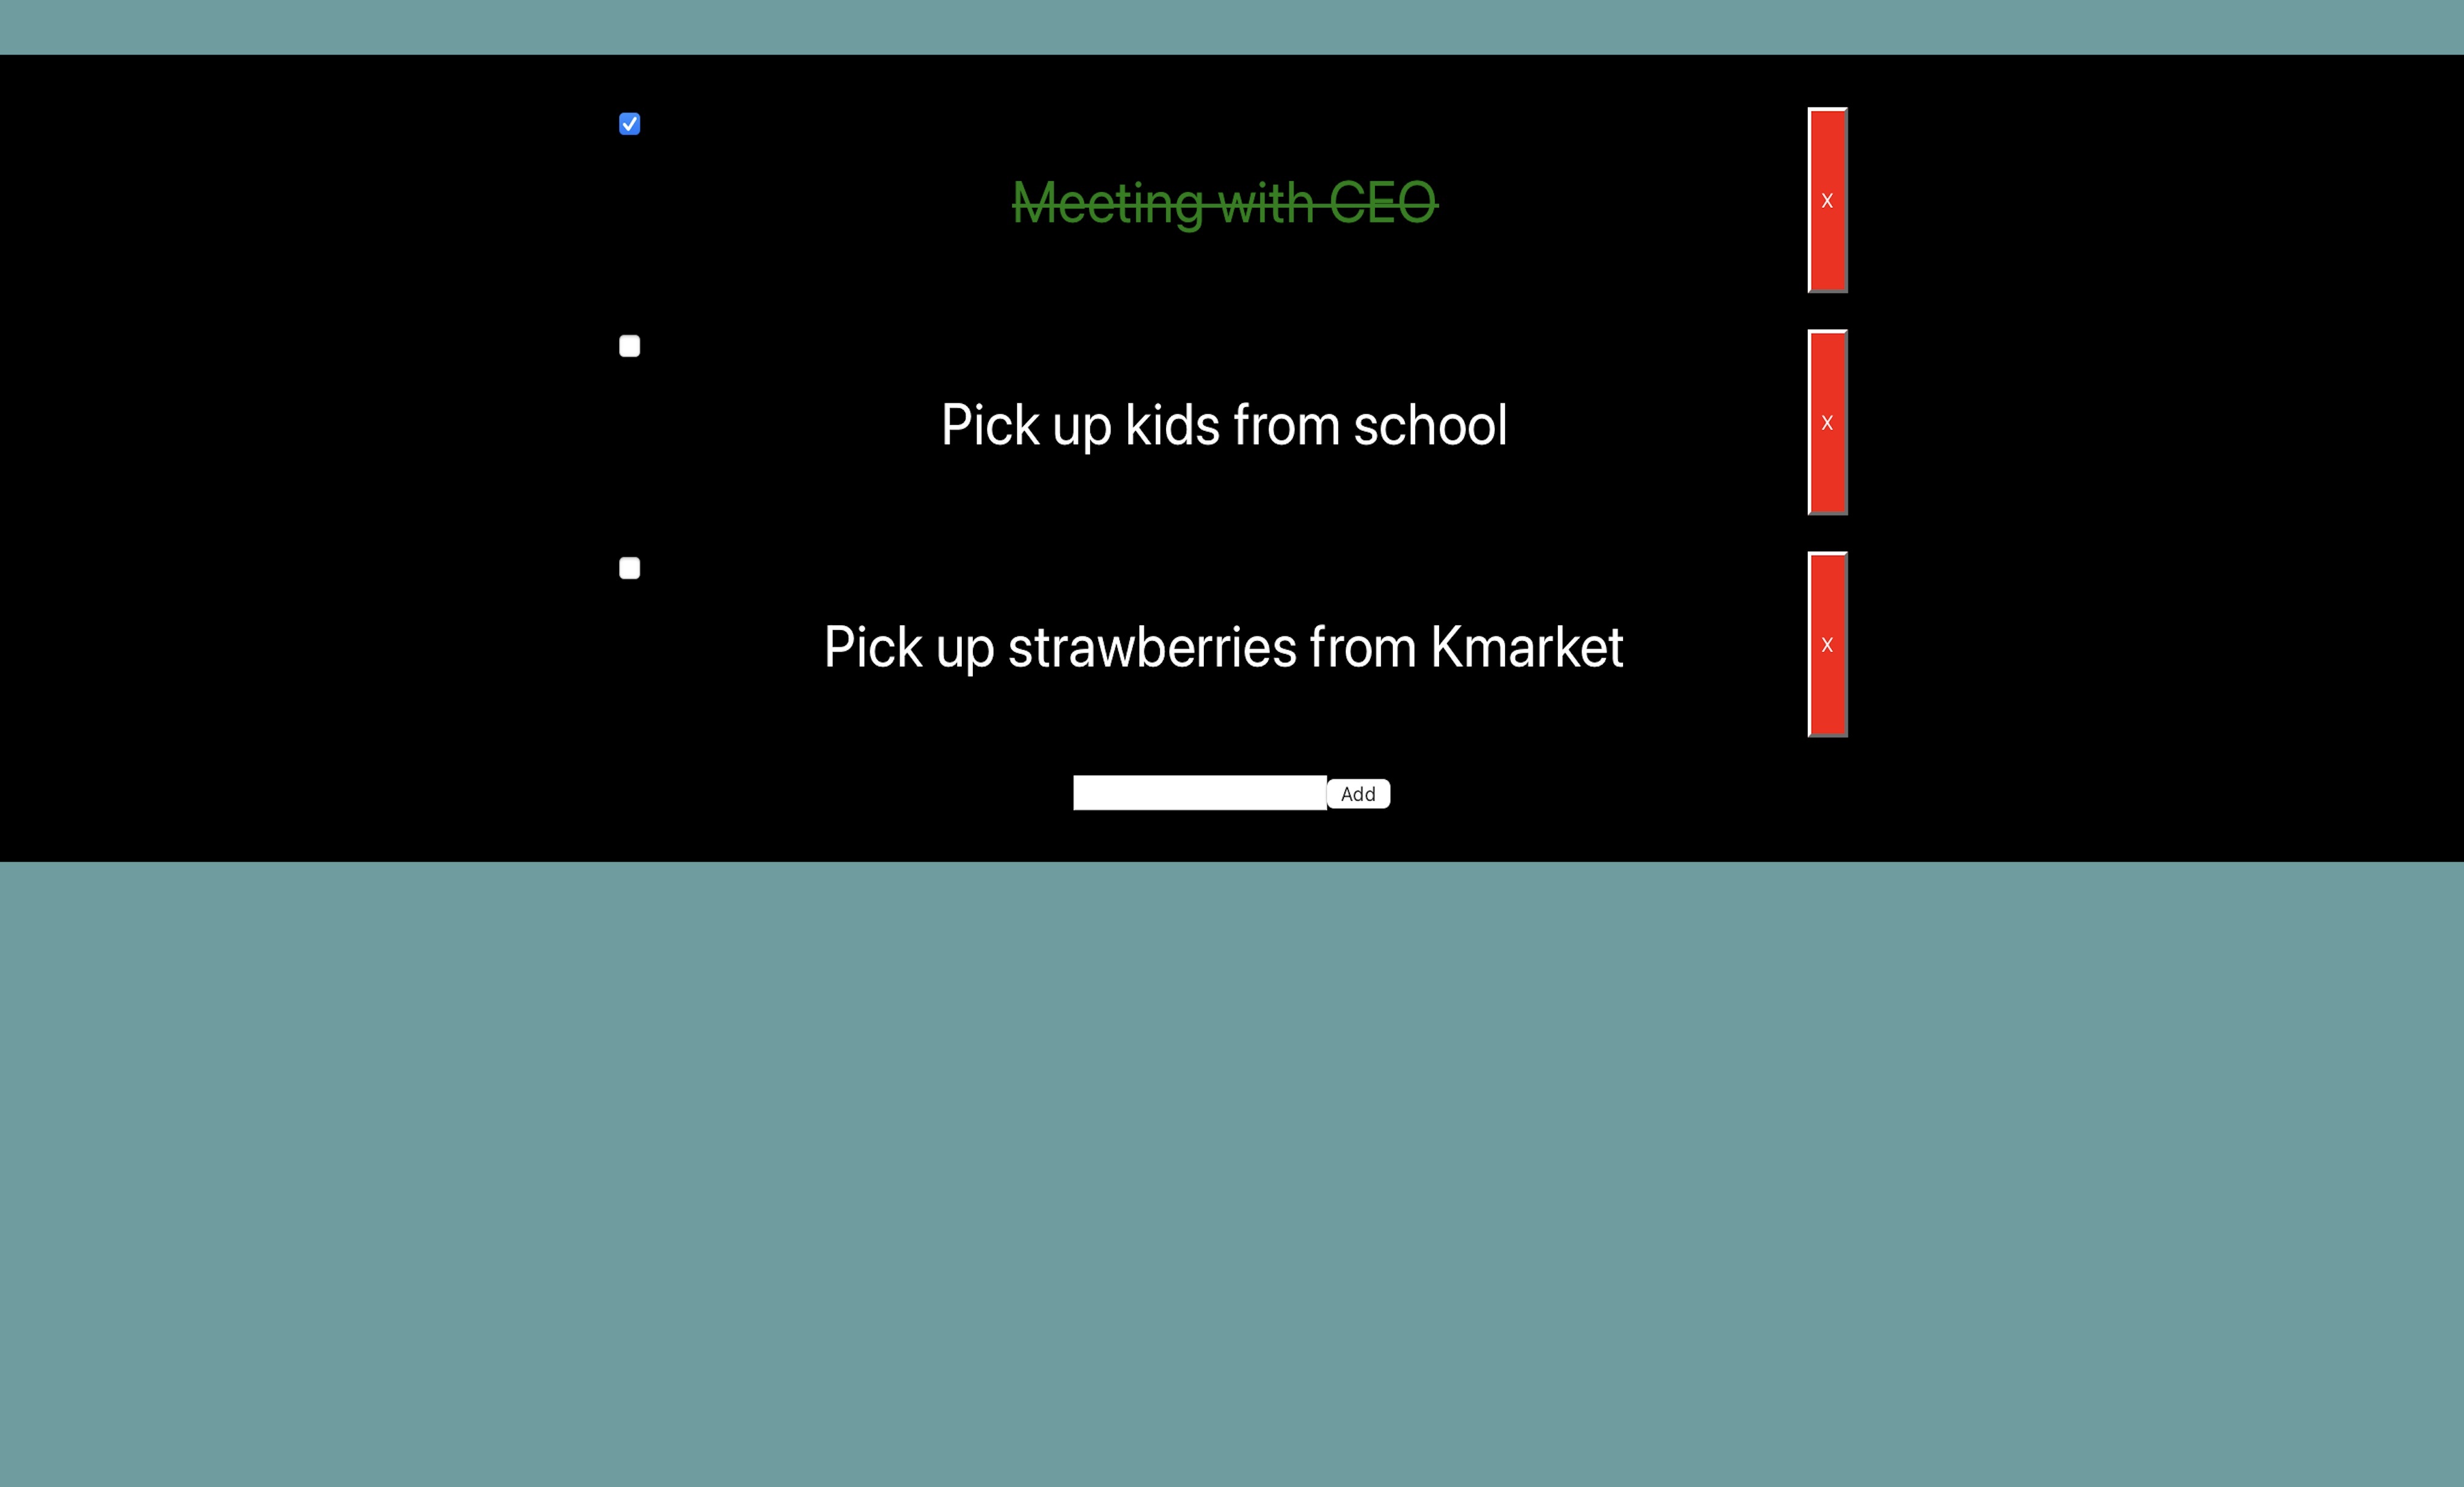 Meeting with CEO
X
Pick up kids from school
X
Pick up strawberries from Kmarket
X
Add